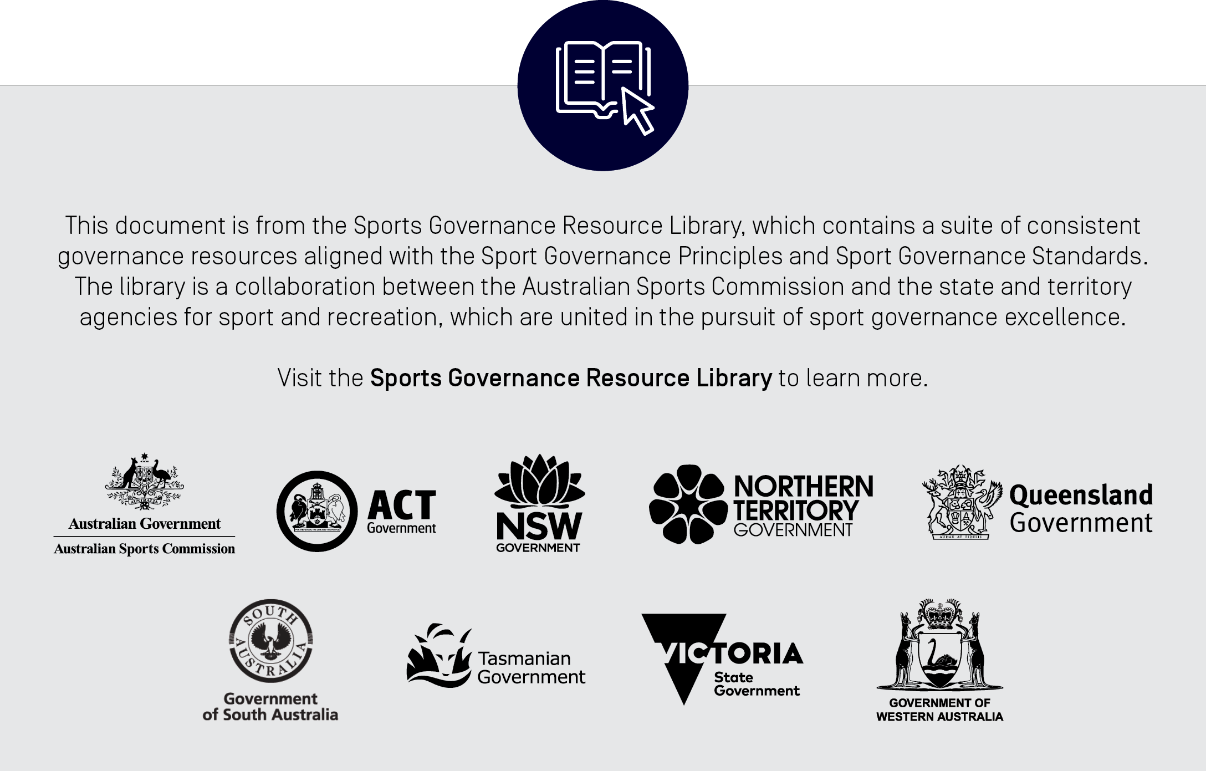 This document is from the Sports Governance Resource Library, which contains a suite of consistent
governance resources aligned with the Sport Governance Principles and Sport Governance Standards.
The library is a collaboration between the Australian Sports Commission and the state and territory
agencies for sport and recreation, which are united in the pursuit of sport governance excellence.
Visit the Sports Governance Resource Library to learn more.
Australian Government
Australian Sports Commission
ACT
Government
NSW
GOVERNMENT
NORTHERN
TERRITORY
GOVERNMENT
Queensland
Government
SOUTH
AUSTRALIA
Government
of South Australia
Tasmanian
Government
VICTORIA
State
Government
GOVERNMENT OF
WESTERN AUSTRALIA